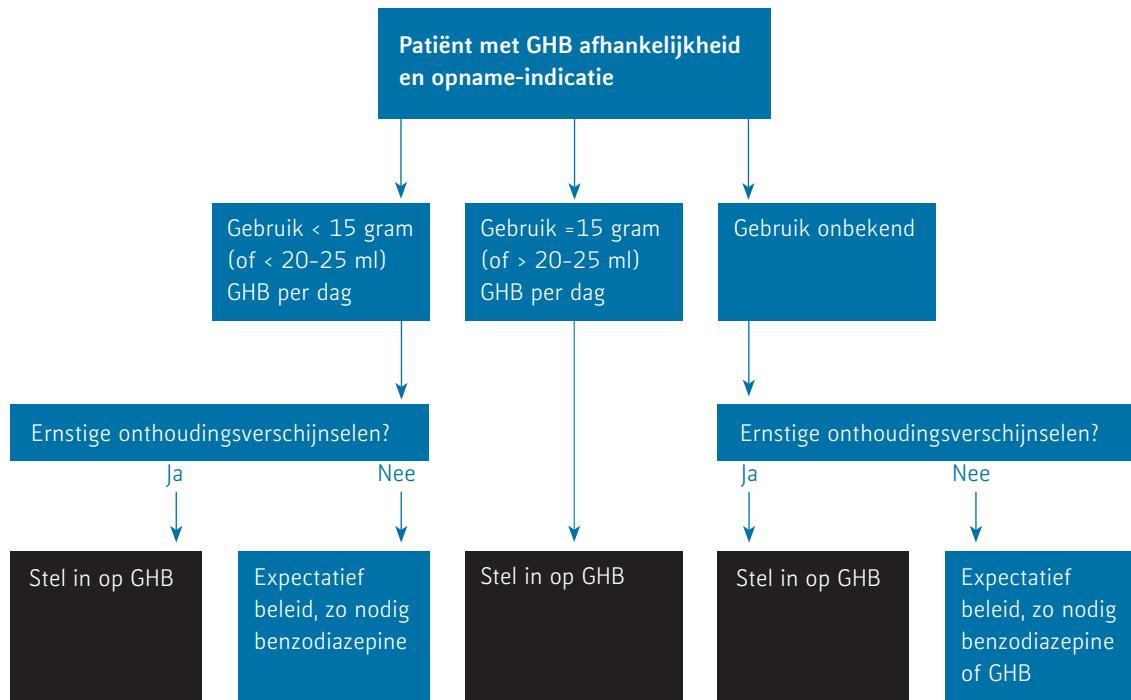 Patiënt met GHB afhankelijkheid
en opname-indicatie
Gebruik < 15 gram
(of < 20-25 ml)
GHB per dag
Gebruik =15 gram
(of > 20-25 ml)
GHB per dag
Gebruik onbekend
Ernstige onthoudingsverschijnselen?
Ernstige onthoudingsverschijnselen?
Ja
Nee
Ja
Nee
Stel in op GHB
Expectatief
beleid, zo nodig
benzodiazepine
Stel in op GHB
Stel in op GHB
Expectatief
beleid, zo nodig
benzodiazepine
of GHB